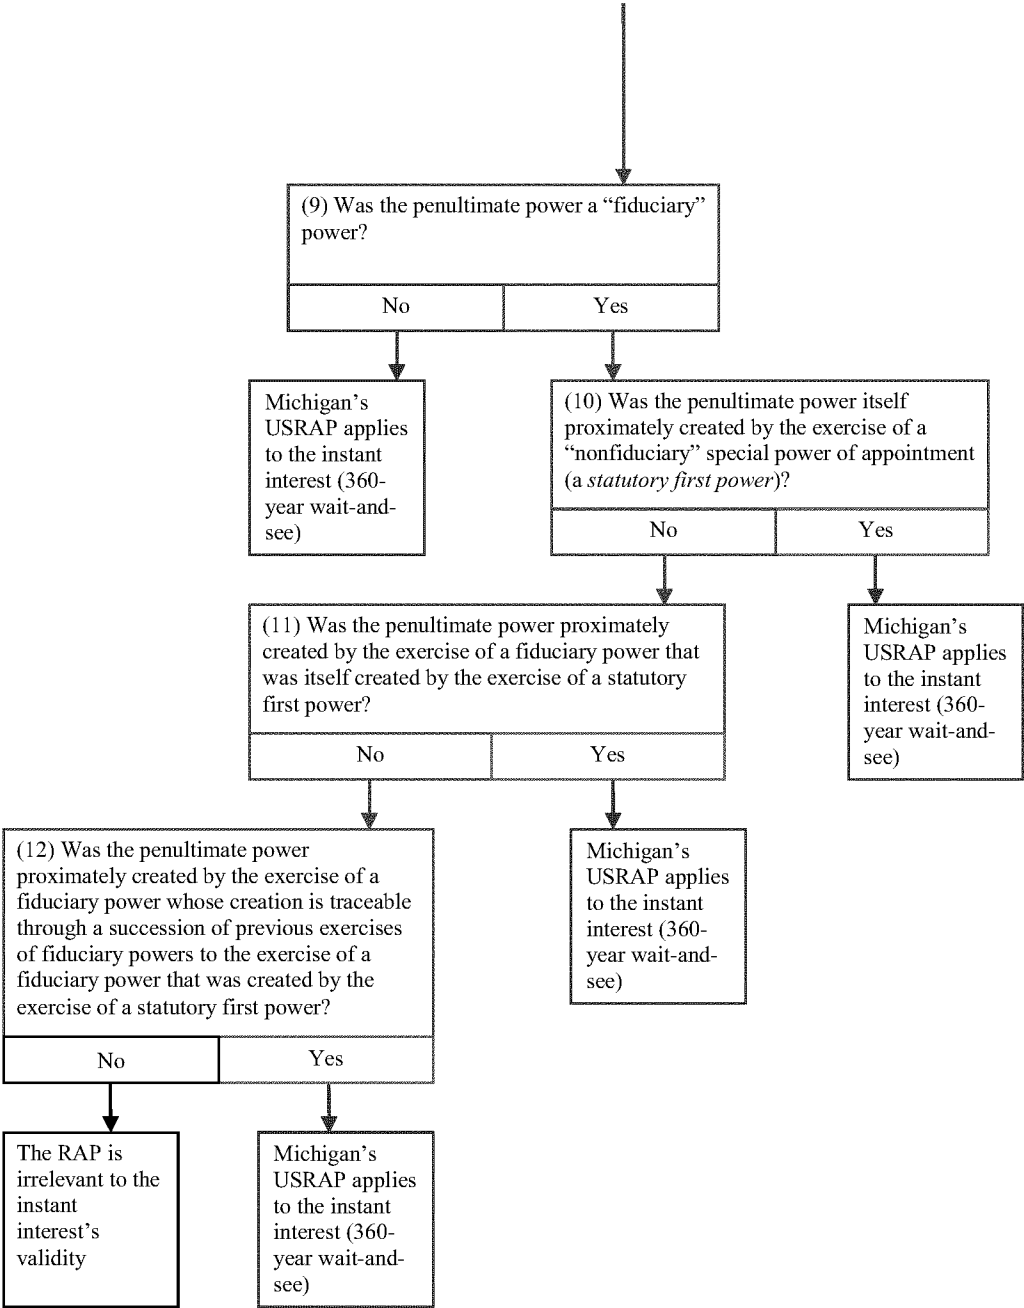 (9) Was the penultimate power a “fiduciary”
power?
No
Yes
Michigan’s
USRAP applies
to the instant
interest (360-
year wait-and-
see)
(10) Was the penultimate power itself
proximately created by the exercise of a
“nonfiduciary” special power of appointment
(a statutory first power)?
No
Yes
(11) Was the penultimate power proximately
created by the exercise of a fiduciary power that
was itself created by the exercise of a statutory
first power?
No
Yes
Michigan’s
USRAP applies
to the instant
interest (360-
year wait-and-
see)
(12) Was the penultimate power
proximately created by the exercise of a
fiduciary power whose creation is traceable
through a succession of previous exercises
of fiduciary powers to the exercise of a
fiduciary power that was created by the
exercise of a statutory first power?
No
Yes
Michigan’s
USRAP applies
to the instant
interest (360-
year wait-and-
see)
The RAP is
irrelevant to the
instant
interest’s
validity
Michigan’s
USRAP applies
to the instant
interest (360-
year wait-and-
see)